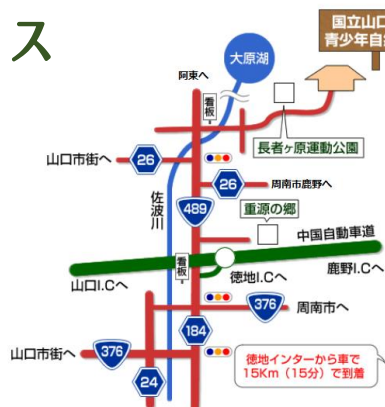 ス
国立山口
青少年自
大原湖
阿東へ
看板
長者ヶ原運動公園
山口市街へ
26
26
周南市鹿野へ
佐波川
489
重源の郷
中国自動車道
看板
山口I.Cへ
徳地I.Cへ
鹿野I.Cへ
376
周南市へ
184
山口市街へ
376
24
徳地インターから車で
15Km（15分）で到着